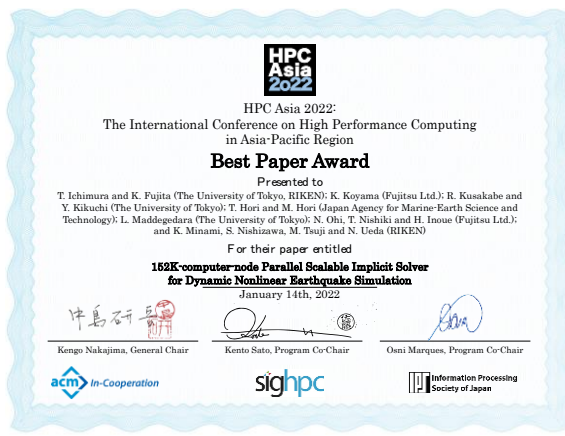 HPC
Asia
2022
HPC Asia 2022:
The International Conference on High Performance Computing
in Asia-Pacific Region
Best Paper Award
Presented to
T. Ichimura and K. Fujita (The University of Tokyo, RIKEN); K. Koyama (Fujitsu Ltd.); R. Kusakabe and
Y. Kikuchi (The University of Tokyo); T. Hori and M. Hori (Japan Agency for Marine-Earth Science and
Technology); L. Maddegedara (The University of Tokyo); N. Ohi, T. Nishiki and H. Inoue (Fujitsu Ltd.);
and K. Minami, S. Nishizawa, M. Tsuji and N. Ueda (RIKEN)
For their paper entitled
152K-computer-node Parallel Scalable Implicit Solver
for Dynamic Nonlinear Earthquake Simulation
January 14th, 2022
中島研吾
Kengo Nakajima, General Chair
Kento Sato, Program Co-Chair
Osni Marques, Program Co-Chair
acm In-Cooperation
sighpc
IPSJ Information Processing
Society of Japan